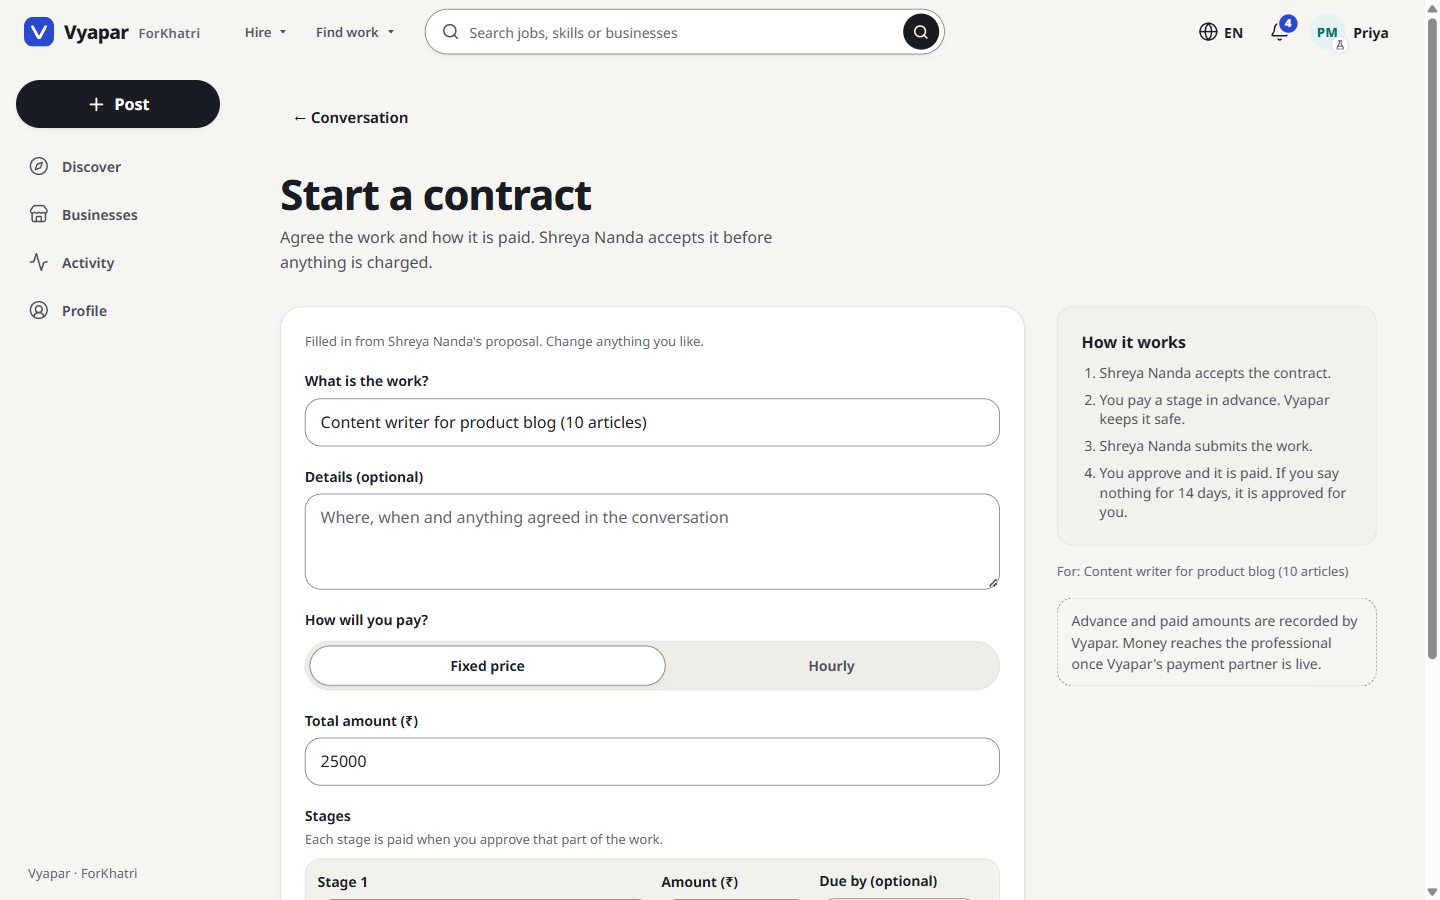 Vyapar ForKhatri
Hire
Find work
Search jobs, skills or businesses
EN
4
PM
Priya
Post
Discover
Businesses
Activity
Profile
Vyapar · ForKhatri
← Conversation
Start a contract
Agree the work and how it is paid. Shreya Nanda accepts it before
anything is charged.
Filled in from Shreya Nanda's proposal. Change anything you like.
What is the work?
Content writer for product blog (10 articles)
Details (optional)
Where, when and anything agreed in the conversation
How will you pay?
Fixed price
Hourly
Total amount (₹)
25000
Stages
Each stage is paid when you approve that part of the work.
Stage 1
Amount (₹)
Due by (optional)
How it works
1. Shreya Nanda accepts the contract.
2. You pay a stage in advance. Vyapar
keeps it safe.
3. Shreya Nanda submits the work.
4. You approve and it is paid. If you say
nothing for 14 days, it is approved for
you.
For: Content writer for product blog (10 articles)
Advance and paid amounts are recorded by
Vyapar. Money reaches the professional
once Vyapar's payment partner is live.